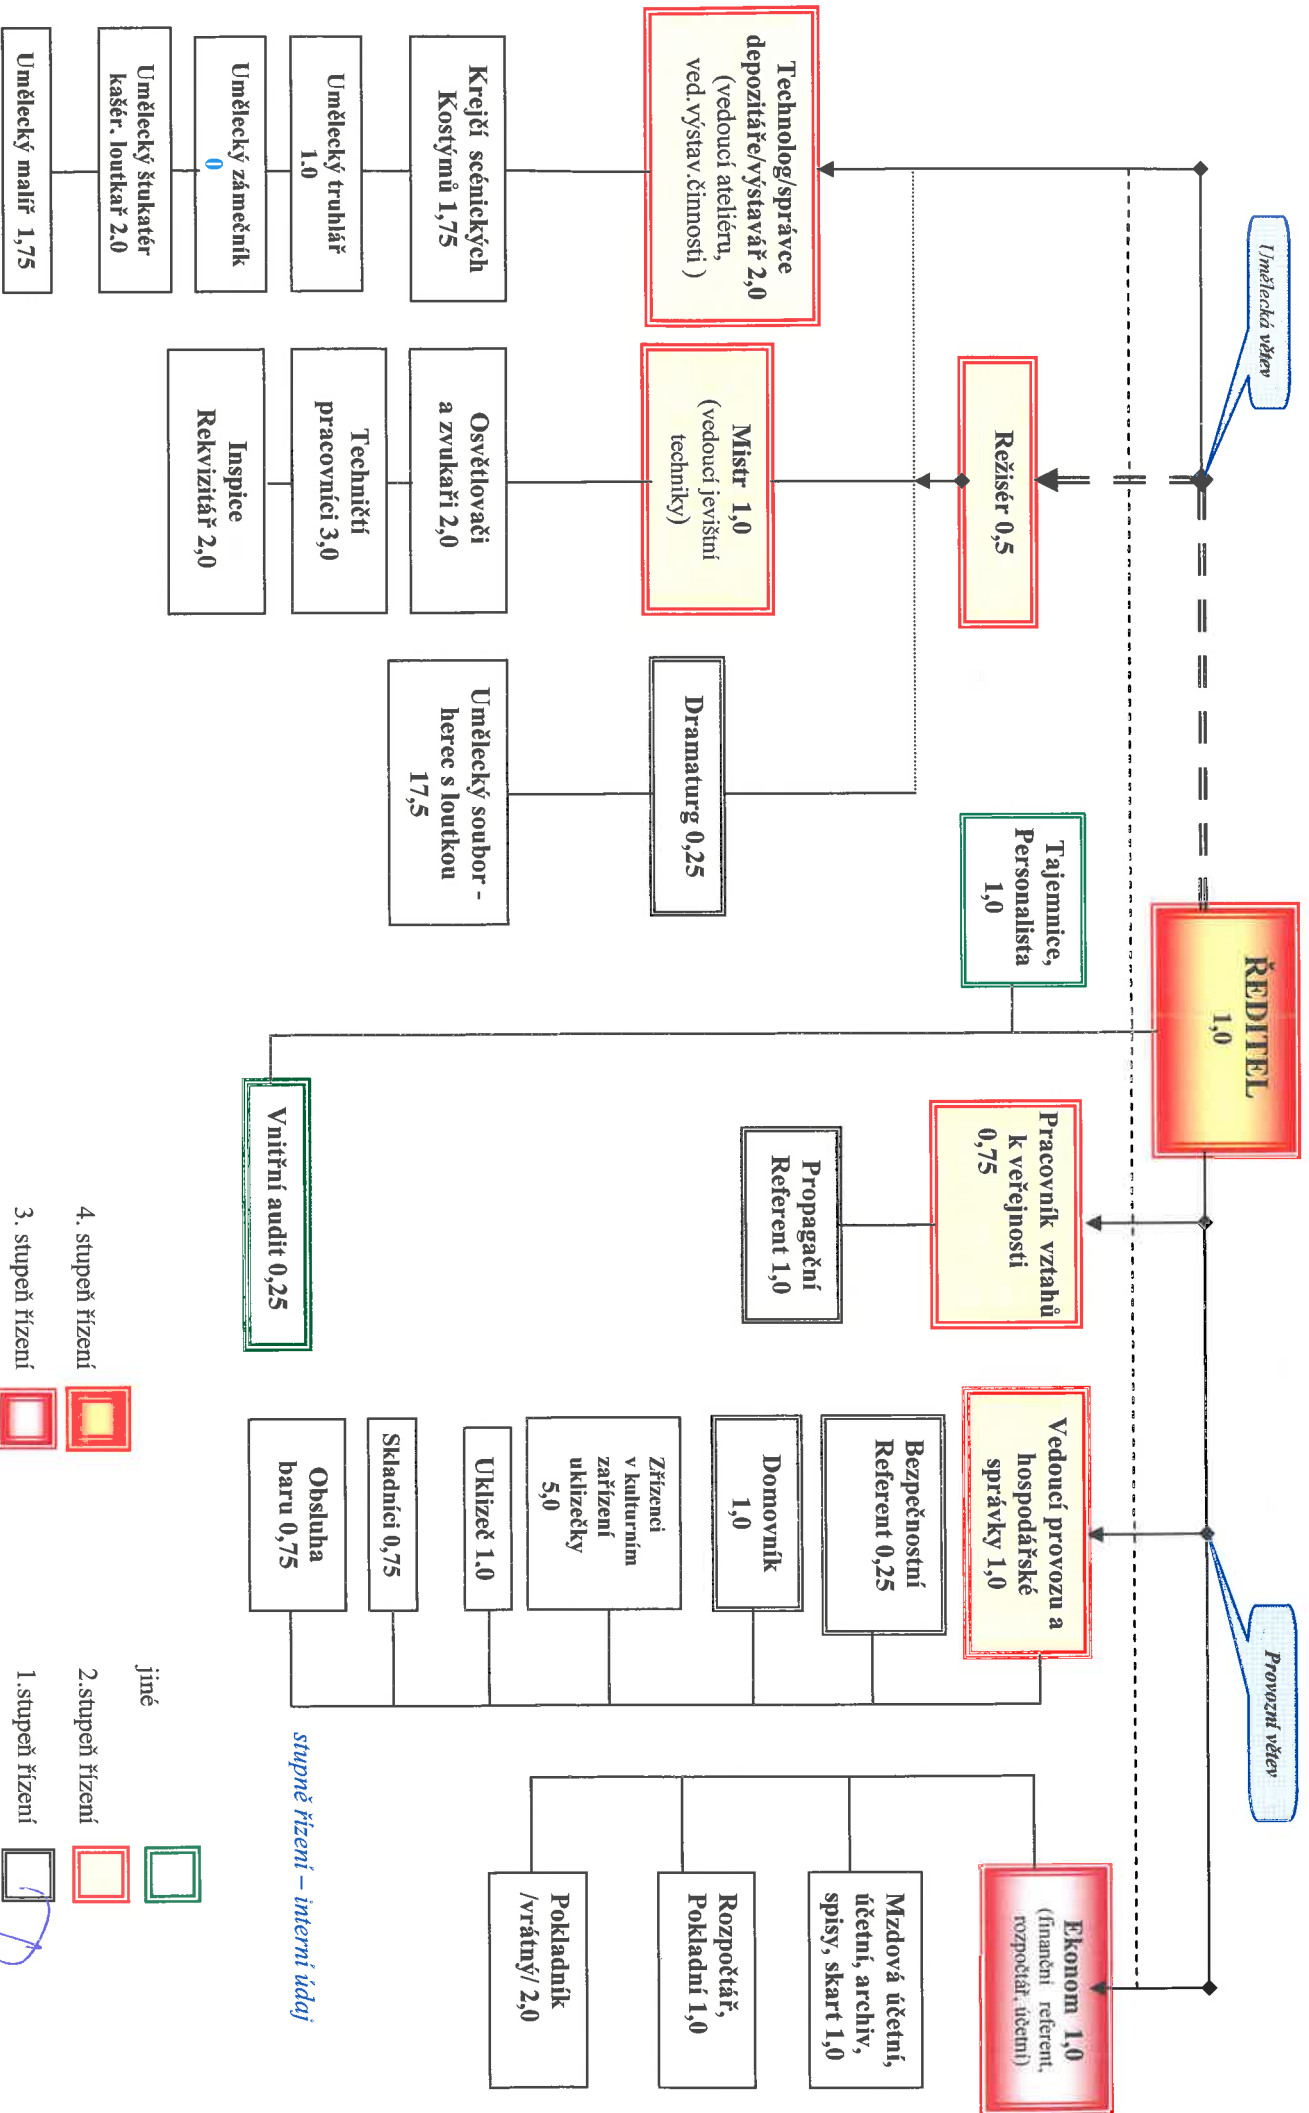 Umělecká větev
Provozní větev
ŘEDITEL
1,0
Režisér 0,5
Tajemnice,
Personalista
1,0
Pracovník vztahů
k veřejnosti
0,75
Vedoucí provozu a
hospodářské
správky 1,0
Ekonom 1,0
(finanční referent,
rozpočtář, účetní)
Technolog/správce
depozitáře/výstavář 2,0
(vedoucí ateliéru,
ved.výstav.činnosti )
Mistr 1,0
(vedoucí jevištní
techniky)
Dramaturg 0,25
Propagační
Referent 1,0
Bezpečnostní
Referent 0,25
Mzdová účetní,
účetní, archiv,
spisy, skart 1,0
Domovník
1,0
Rozpočtář,
Pokladní 1,0
Krejčí scénických
Kostýmů 1,75
Osvětlovači
a zvukaři 2,0
Umělecký soubor -
herec s loutkou
17,5
Zřízenci
v kulturním
zařízení
uklizečky
5,0
Pokladník
/vrátný/ 2,0
Umělecký truhlář
1.0
Techničtí
pracovníci 3,0
Uklizeč 1.0
Umělecký zámečník
0
Inspice
Rekvizitář 2,0
Skladníci 0,75
Umělecký štukatér
kašér. loutkař 2.0
Vnitřní audit 0,25
Obsluha
baru 0,75
stupně řízení – interní údaj
Umělecký malíř 1,75
jiné
4. stupeň řízení
2.stupeň řízení
3. stupeň řízení
1.stupeň řízení